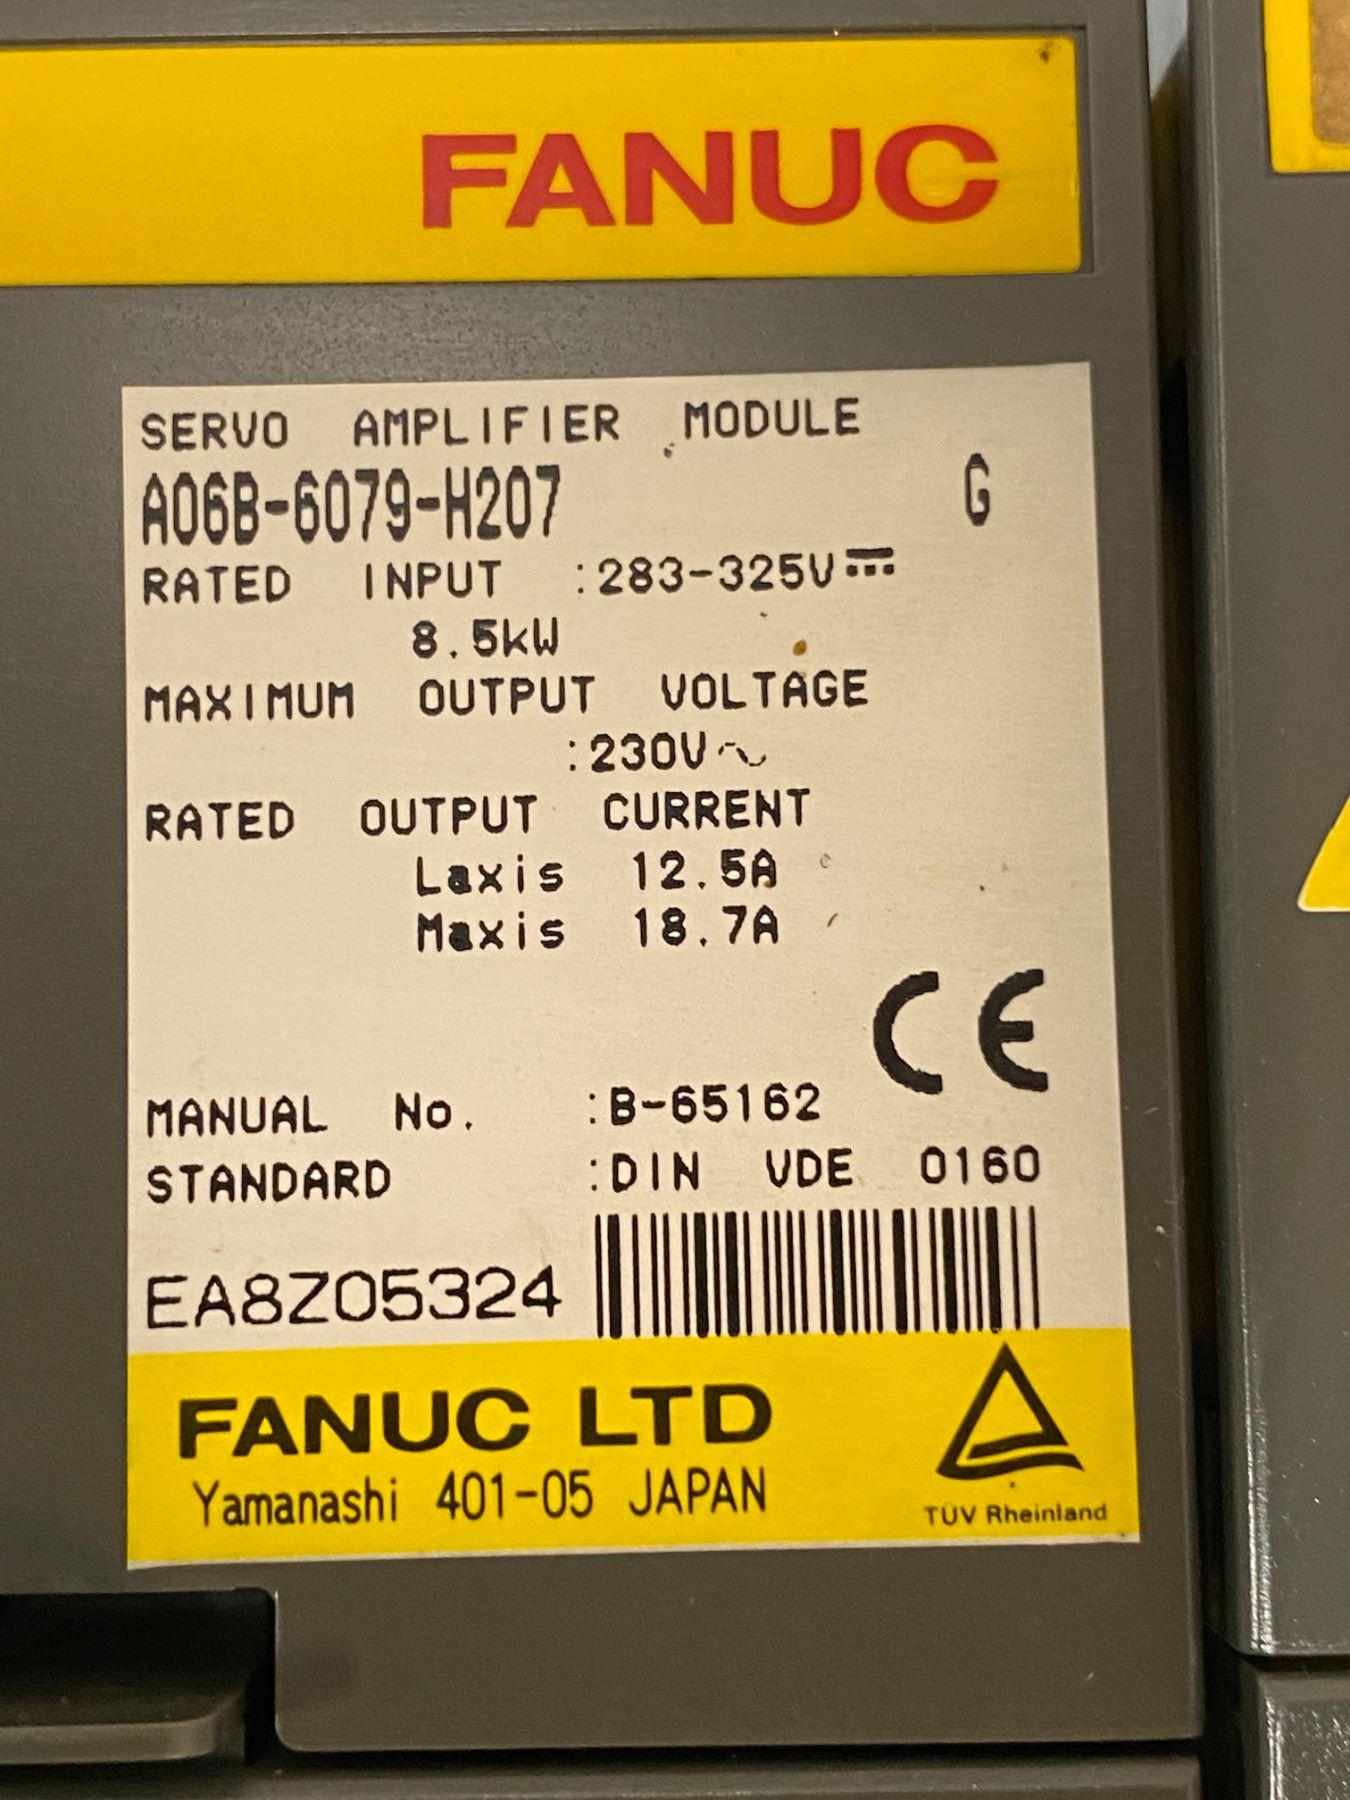 FANUC
SERVO AMPLIFIER MODULE
A06B-6079-H207 G
RATED INPUT :283-325V⎓
8.5kW
MAXIMUM OUTPUT VOLTAGE
:230V∿
RATED OUTPUT CURRENT
Laxis 12.5A
Maxis 18.7A
CE
MANUAL No. :B-65162
STANDARD :DIN VDE 0160
EA8Z05324
FANUC LTD
Yamanashi 401-05 JAPAN
TÜV Rheinland